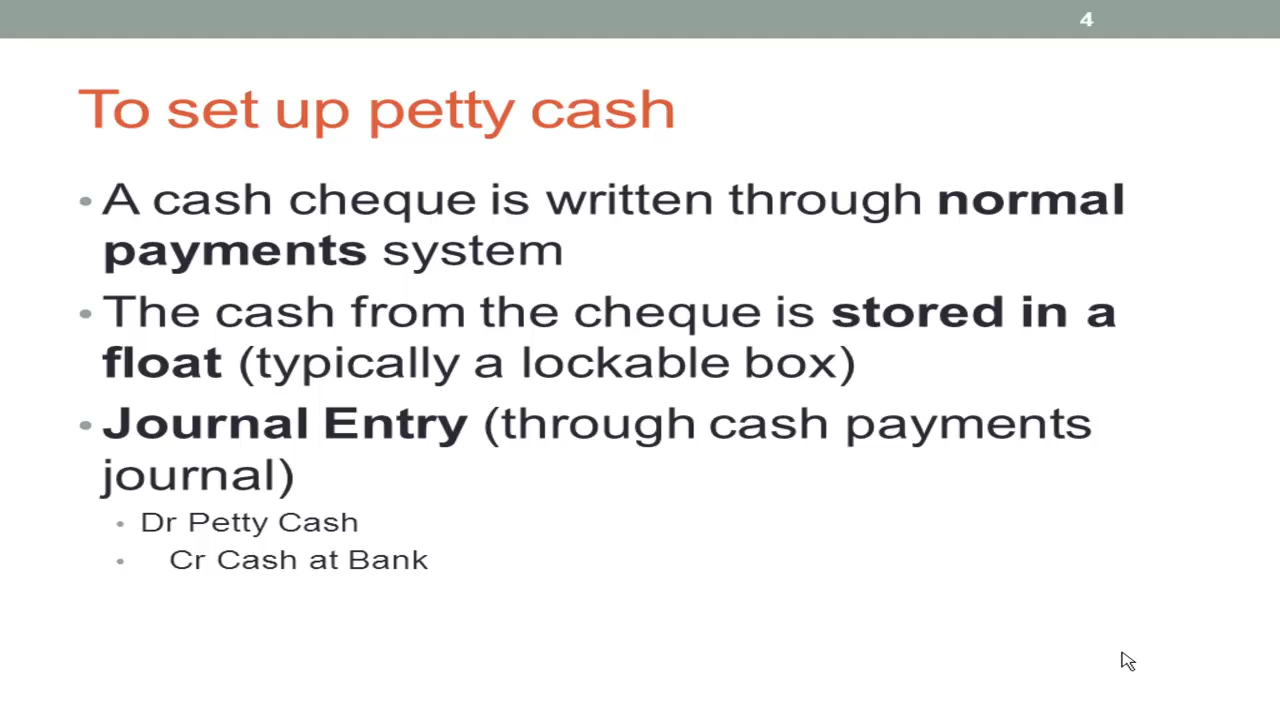 4
To set up petty cash
• A cash cheque is written through normal
payments system
• The cash from the cheque is stored in a
float (typically a lockable box)
• Journal Entry (through cash payments
journal)
• Dr Petty Cash
• Cr Cash at Bank